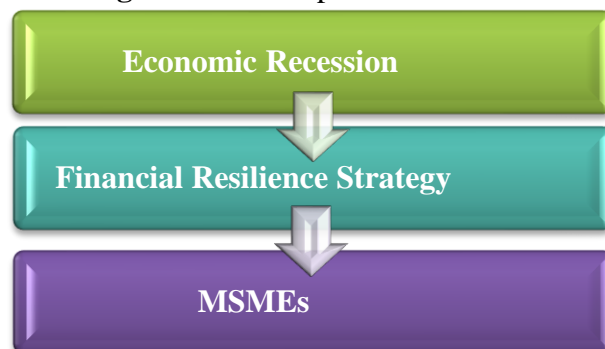 Economic Recession
Financial Resilience Strategy
MSMEs